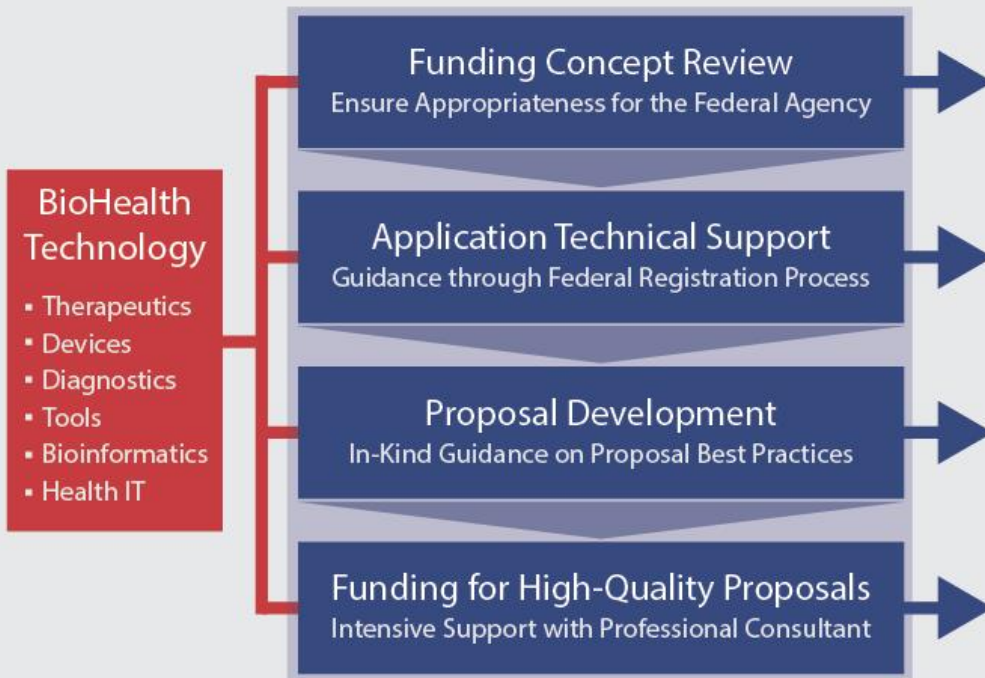 BioHealth
Technology
▪ Therapeutics
▪ Devices
▪ Diagnostics
▪ Tools
▪ Bioinformatics
▪ Health IT
Funding Concept Review
Ensure Appropriateness for the Federal Agency
Application Technical Support
Guidance through Federal Registration Process
Proposal Development
In-Kind Guidance on Proposal Best Practices
Funding for High-Quality Proposals
Intensive Support with Professional Consultant